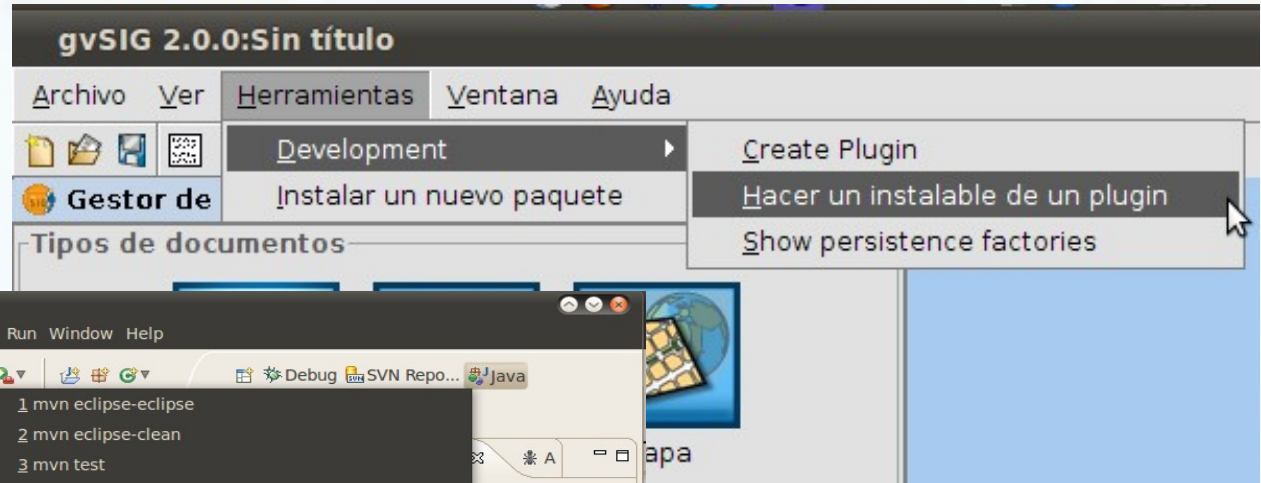 gvSIG 2.0.0:Sin título
Archivo Ver Herramientas Ventana Ayuda
Development
Create Plugin
Gestor de
Instalar un nuevo paquete
Hacer un instalable de un plugin
Tipos de documentos
Show persistence factories
Run Window Help
Debug SVN Repo... Java
1 mvn eclipse-eclipse
2 mvn eclipse-clean
3 mvn test
A
apa